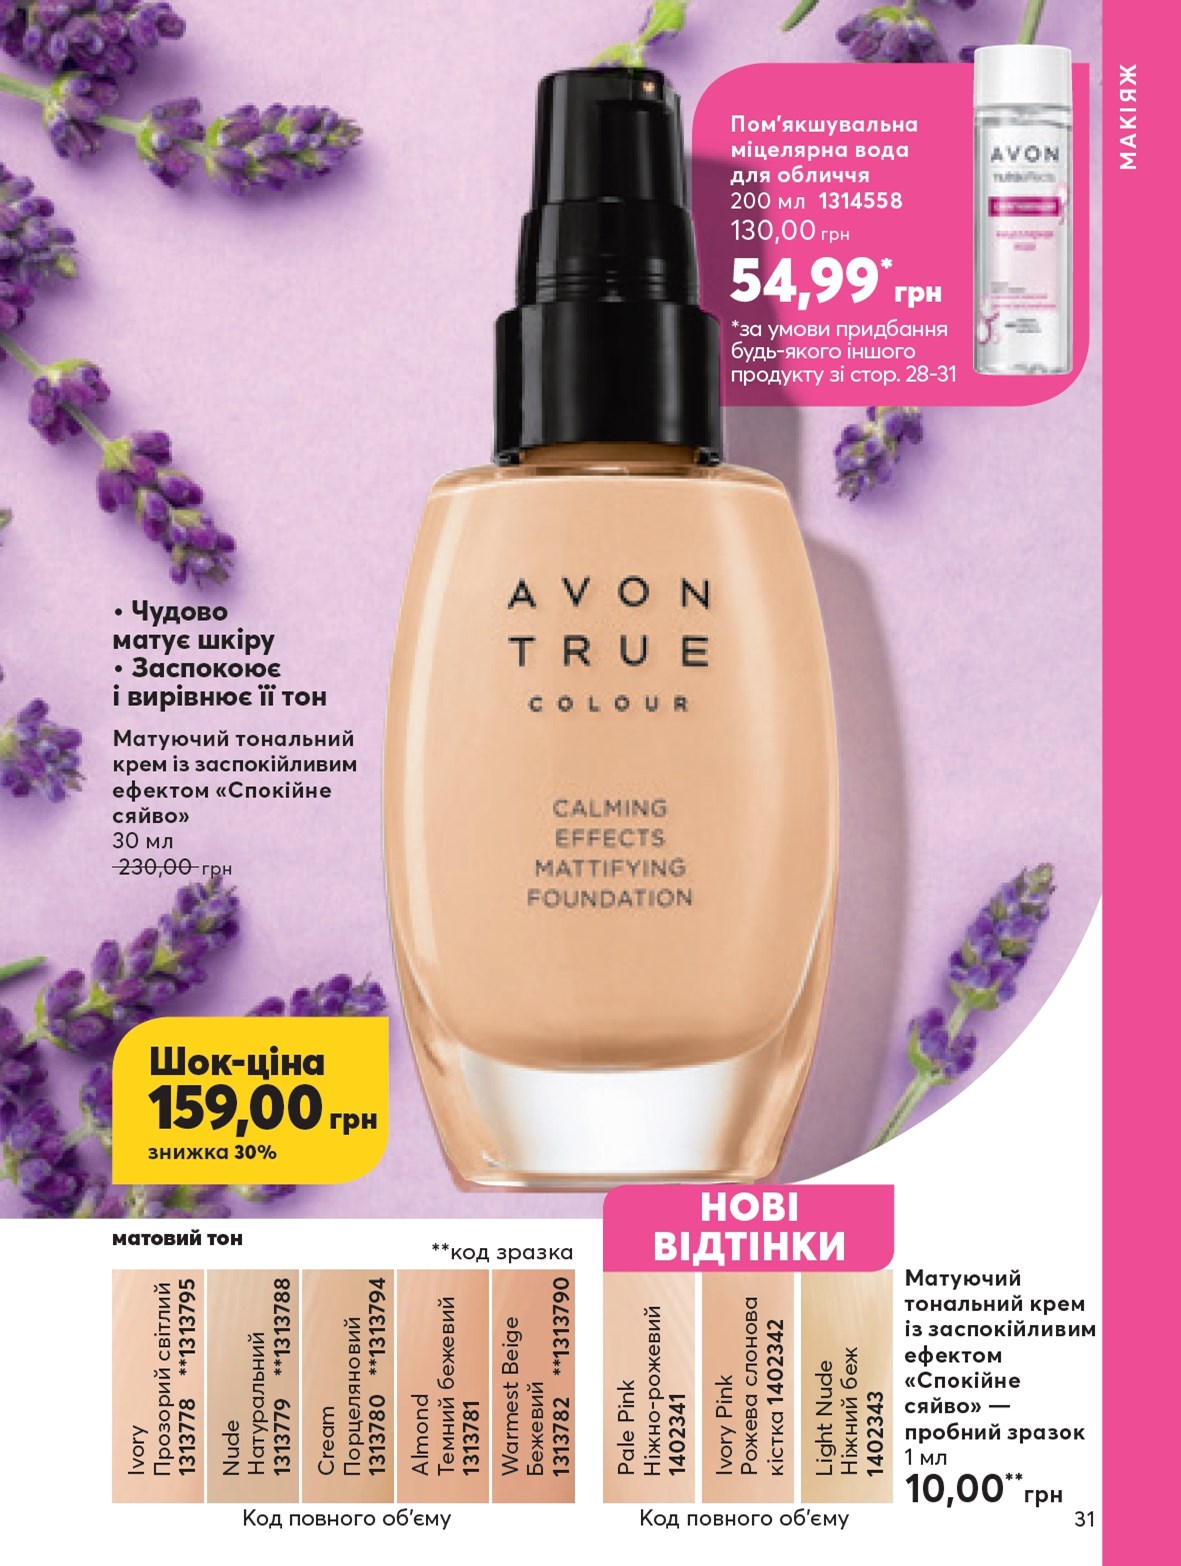 МАКІЯЖ
Пом'якшувальна
міцелярна вода
для обличчя
200 мл 1314558
130,00 грн
54,99* грн
*за умови придбання
будь-якого іншого
продукту зі стор. 28-31
AVON
AVON
TRUE
COLOUR
CALMING
EFFECTS
MATTIFYING
FOUNDATION
• Чудово
матує шкіру
• Заспокоює
і вирівнює її тон
Матуючий тональний
крем із заспокійливим
ефектом «Спокійне
сяйво»
30 мл
230,00 грн
Шок-ціна
159,00 грн
знижка 30%
матовий тон
**код зразка
Ivory
Прозорий світлий
1313778 **1313795
Nude
Натуральний
1313779 **1313788
Cream
Порцеляновий
1313780 **1313794
Almond
Темний бежевий
1313781
Warmest Beige
Бежевий
1313782 **1313790
Код повного об'єму
НОВІ
ВІДТІНКИ
Pale Pink
Ніжно-рожевий
1402341
Ivory Pink
Рожева слонова
кістка 1402342
Light Nude
Ніжний беж
1402343
Код повного об'єму
Матуючий
тональний крем
із заспокійливим
ефектом
«Спокійне
сяйво» —
пробний зразок
1 мл
10,00** грн
31